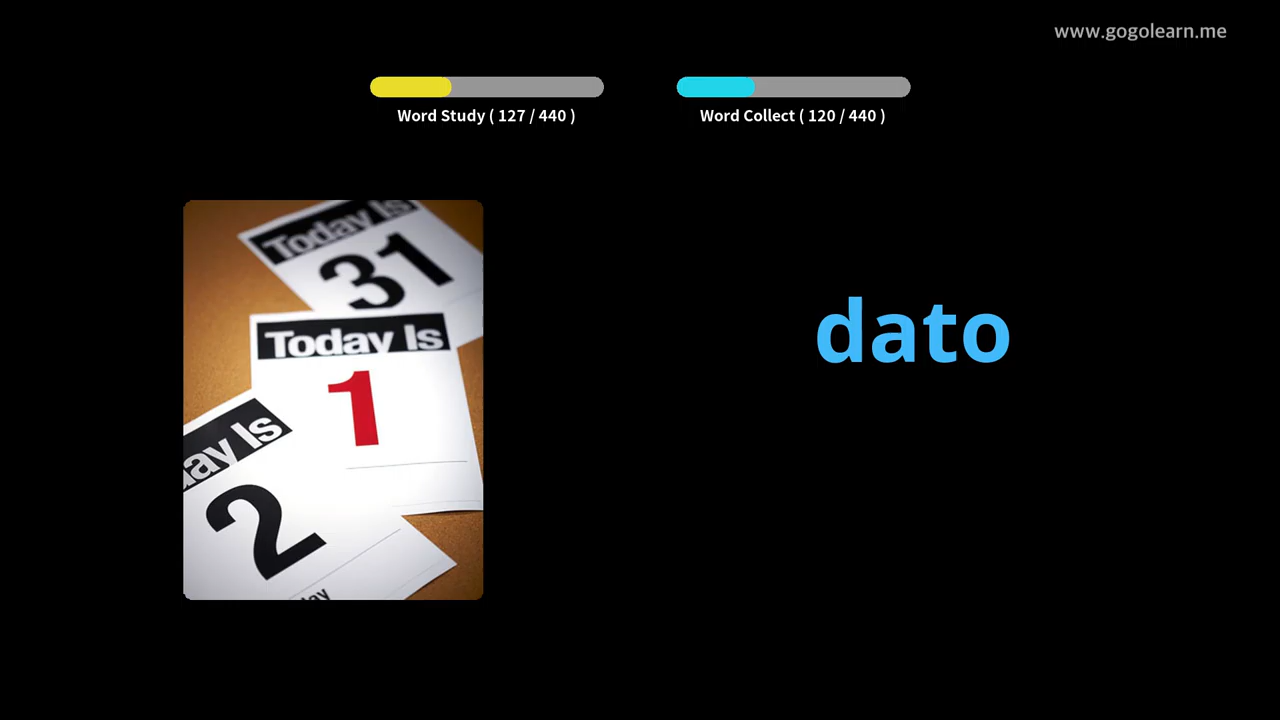 www.gogolearn.me
Word Study ( 127 / 440 )
Word Collect ( 120 / 440 )
Today Is
31
Today Is
1
ay Is
2
ay
dato